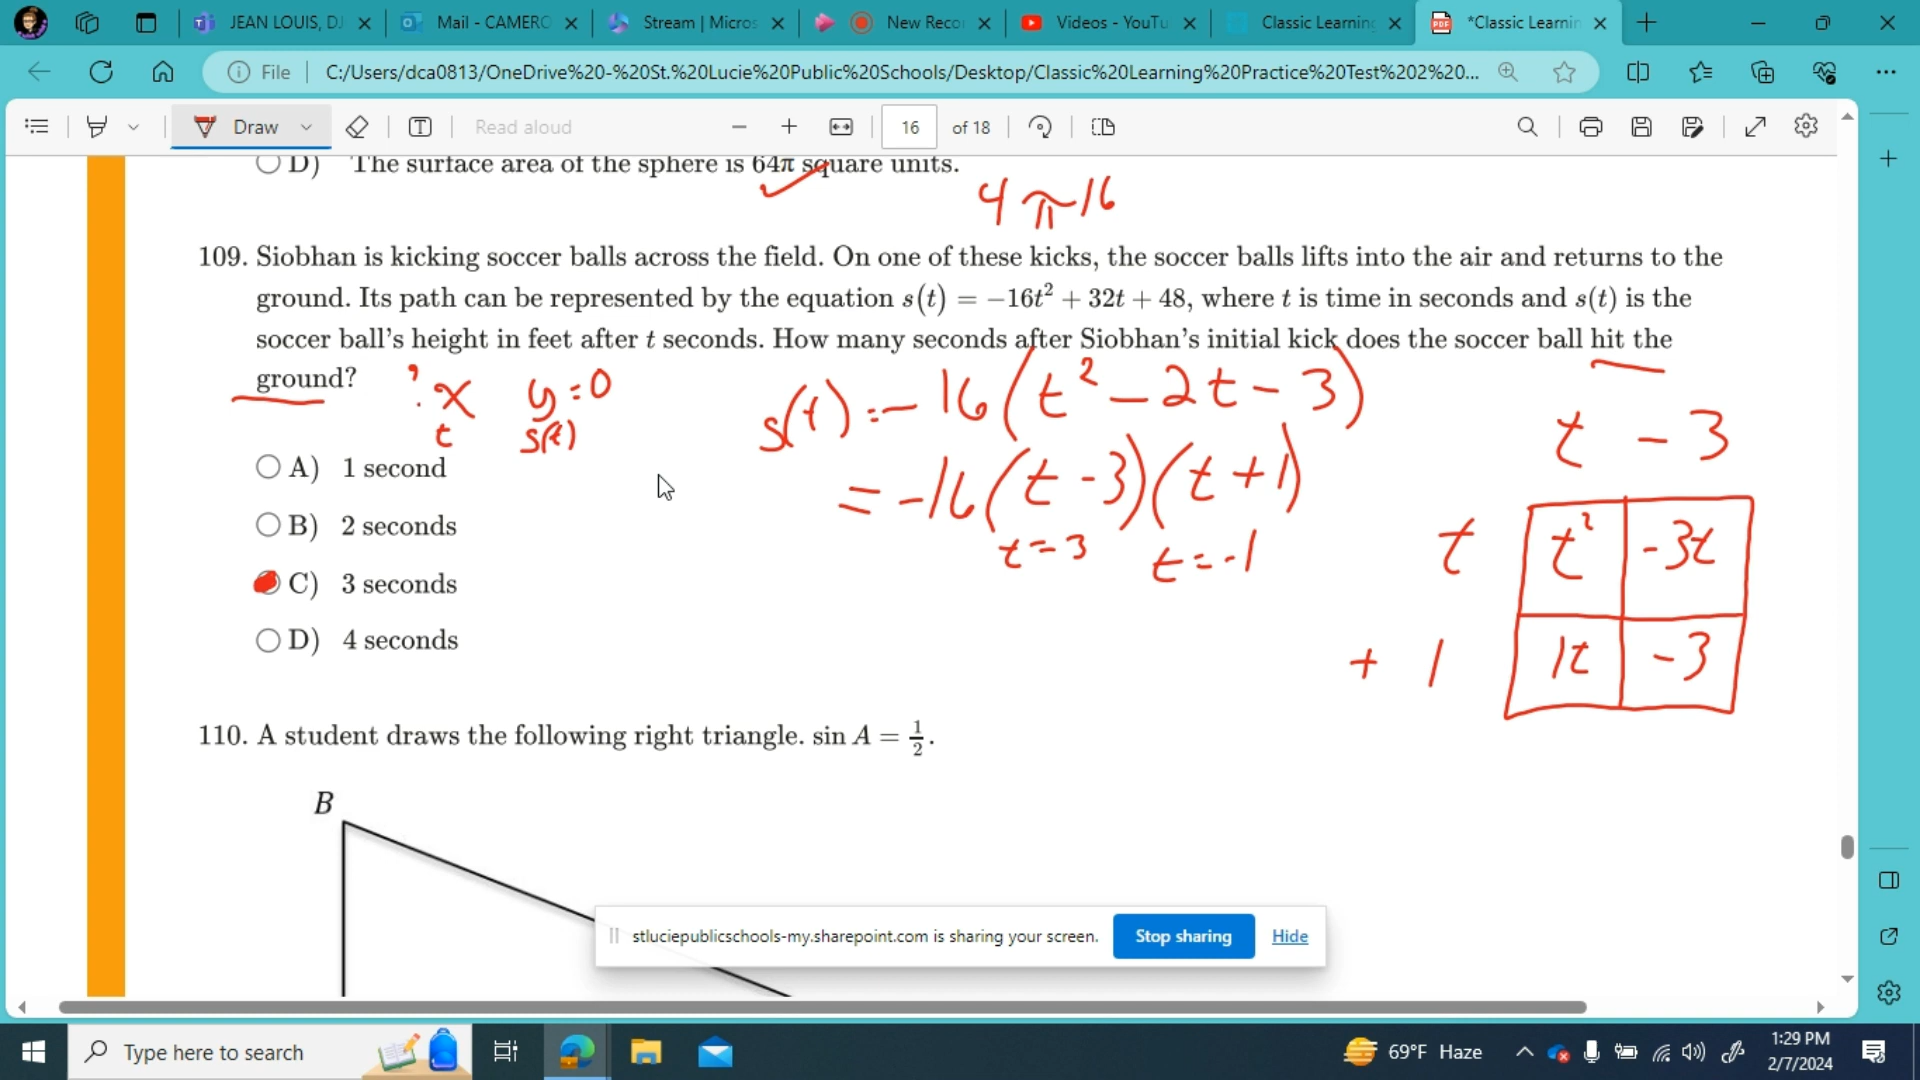 JEAN LOUIS, DJ
Mail - CAMERO
Stream | Micros
New Reco
Videos - YouTu
Classic Learning
*Classic Learnin
File
C:/Users/dca0813/OneDrive%20-%20St.%20Lucie%20Public%20Schools/Desktop/Classic%20Learning%20Practice%20Test%202%20...
Draw
Read aloud
16 of 18
D) The surface area of the sphere is 64π square units.
4 π 16
109. Siobhan is kicking soccer balls across the field. On one of these kicks, the soccer balls lifts into the air and returns to the
ground. Its path can be represented by the equation s(t) = −16t² + 32t + 48, where t is time in seconds and s(t) is the
soccer ball's height in feet after t seconds. How many seconds after Siobhan's initial kick does the soccer ball hit the
ground?
? x y = 0
t s(t)
s(t) = -16(t² - 2t - 3)
= -16(t - 3)(t + 1)
t = 3 t = -1
t - 3
t t² -3t
+ 1 1t -3
A) 1 second
B) 2 seconds
C) 3 seconds
D) 4 seconds
110. A student draws the following right triangle. sin A = 1/2.
B
stluciepublicschools-my.sharepoint.com is sharing your screen.
Stop sharing
Hide
Type here to search
69°F Haze
1:29 PM
2/7/2024